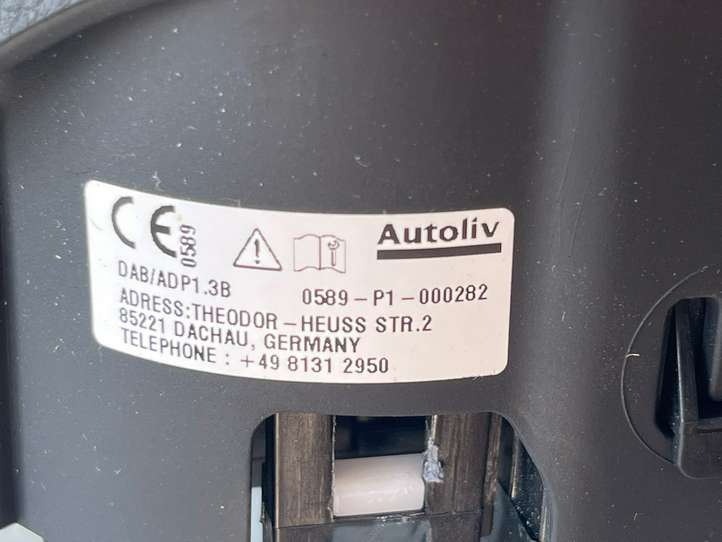 CE 0589
Autoliv
DAB/ADP1.3B
0589-P1-000282
ADRESS:THEODOR-HEUSS STR.2
85221 DACHAU, GERMANY
TELEPHONE : +49 8131 2950